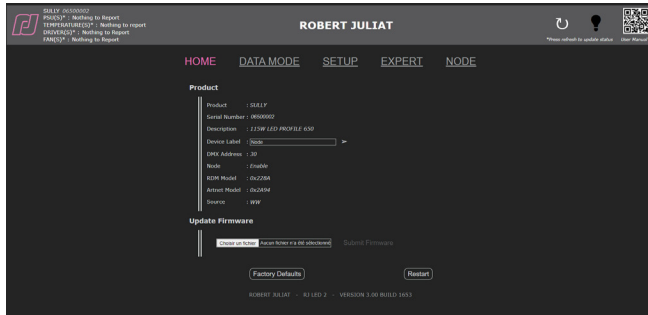 SULLY 06500002
PSU(S)* : Nothing to Report
TEMPERATURE(S)* : Nothing to report
DRIVER(S)* : Nothing to Report
FAN(S)* : Nothing to Report
ROBERT JULIAT
*Press refresh to update status
User Manual
HOME DATA MODE SETUP EXPERT NODE
Product
Product : SULLY
Serial Number : 06500002
Description : 115W LED PROFILE 650
Device Label : Node
DMX Address : 30
Node : Enable
RDM Model : 0x228A
Artnet Model : 0x2A94
Source : WW
Update Firmware
Choisir un fichier Aucun fichier n'a été sélectionné Submit Firmware
Factory Defaults Restart
ROBERT JULIAT - RJ LED 2 - VERSION 1.00 BUILD 1653